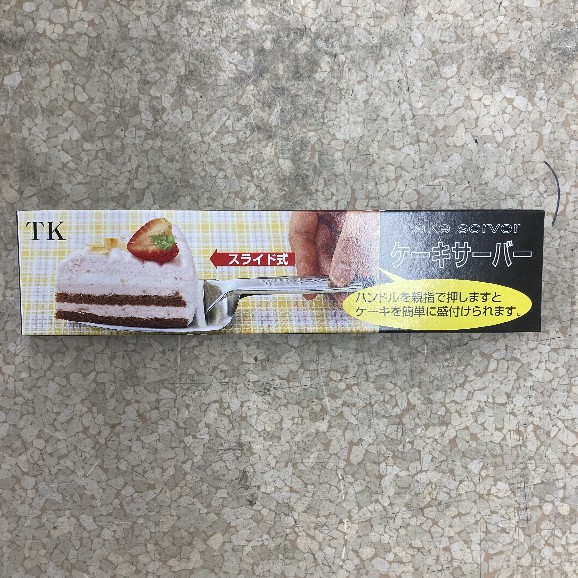 TK
スライド式
cake server
ケーキサーバー
ハンドルを親指で押しますと
ケーキを簡単に盛付けられます。